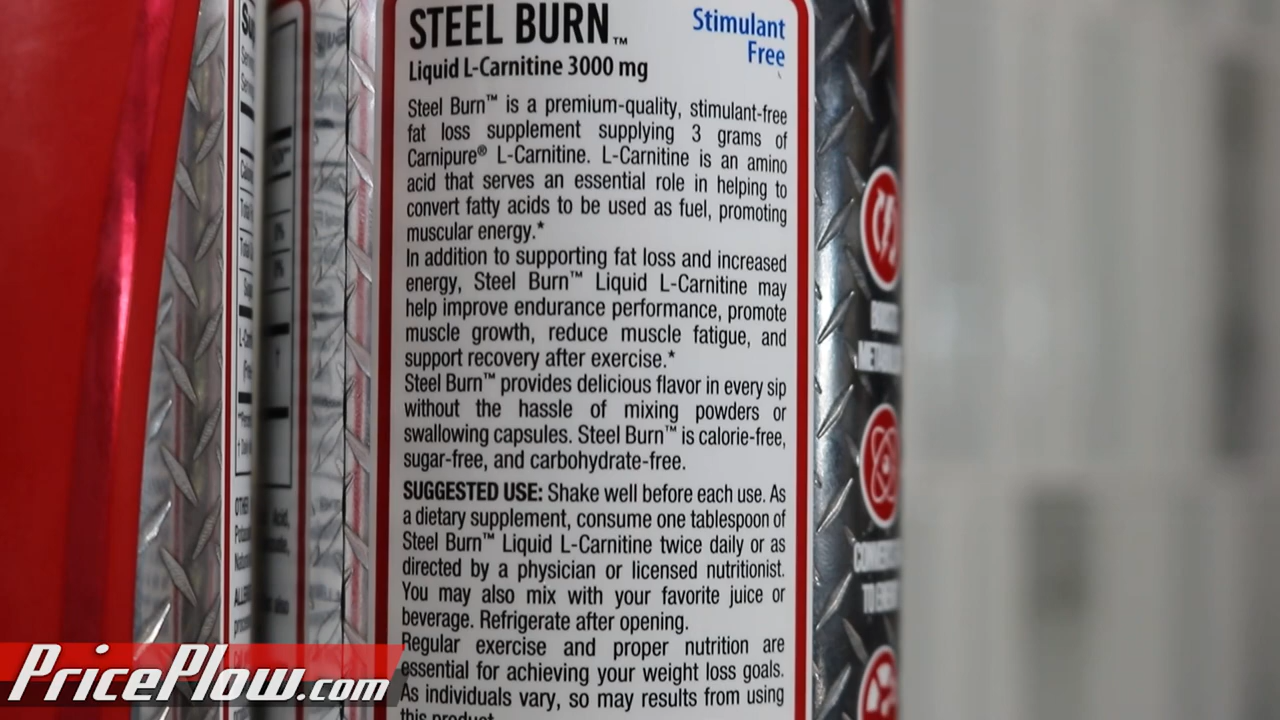 STEEL BURN™
Liquid L-Carnitine 3000 mg
Stimulant
Free
Steel Burn™ is a premium-quality, stimulant-free
fat loss supplement supplying 3 grams of
Carnipure® L-Carnitine. L-Carnitine is an amino
acid that serves an essential role in helping to
convert fatty acids to be used as fuel, promoting
muscular energy.*
In addition to supporting fat loss and increased
energy, Steel Burn™ Liquid L-Carnitine may
help improve endurance performance, promote
muscle growth, reduce muscle fatigue, and
support recovery after exercise.*
Steel Burn™ provides delicious flavor in every sip
without the hassle of mixing powders or
swallowing capsules. Steel Burn™ is calorie-free,
sugar-free, and carbohydrate-free.
SUGGESTED USE: Shake well before each use. As
a dietary supplement, consume one tablespoon of
Steel Burn™ Liquid L-Carnitine twice daily or as
directed by a physician or licensed nutritionist.
You may also mix with your favorite juice or
beverage. Refrigerate after opening.
Regular exercise and proper nutrition are
essential for achieving your weight loss goals.
As individuals vary, so may results from using
this product.
PricePlow.com